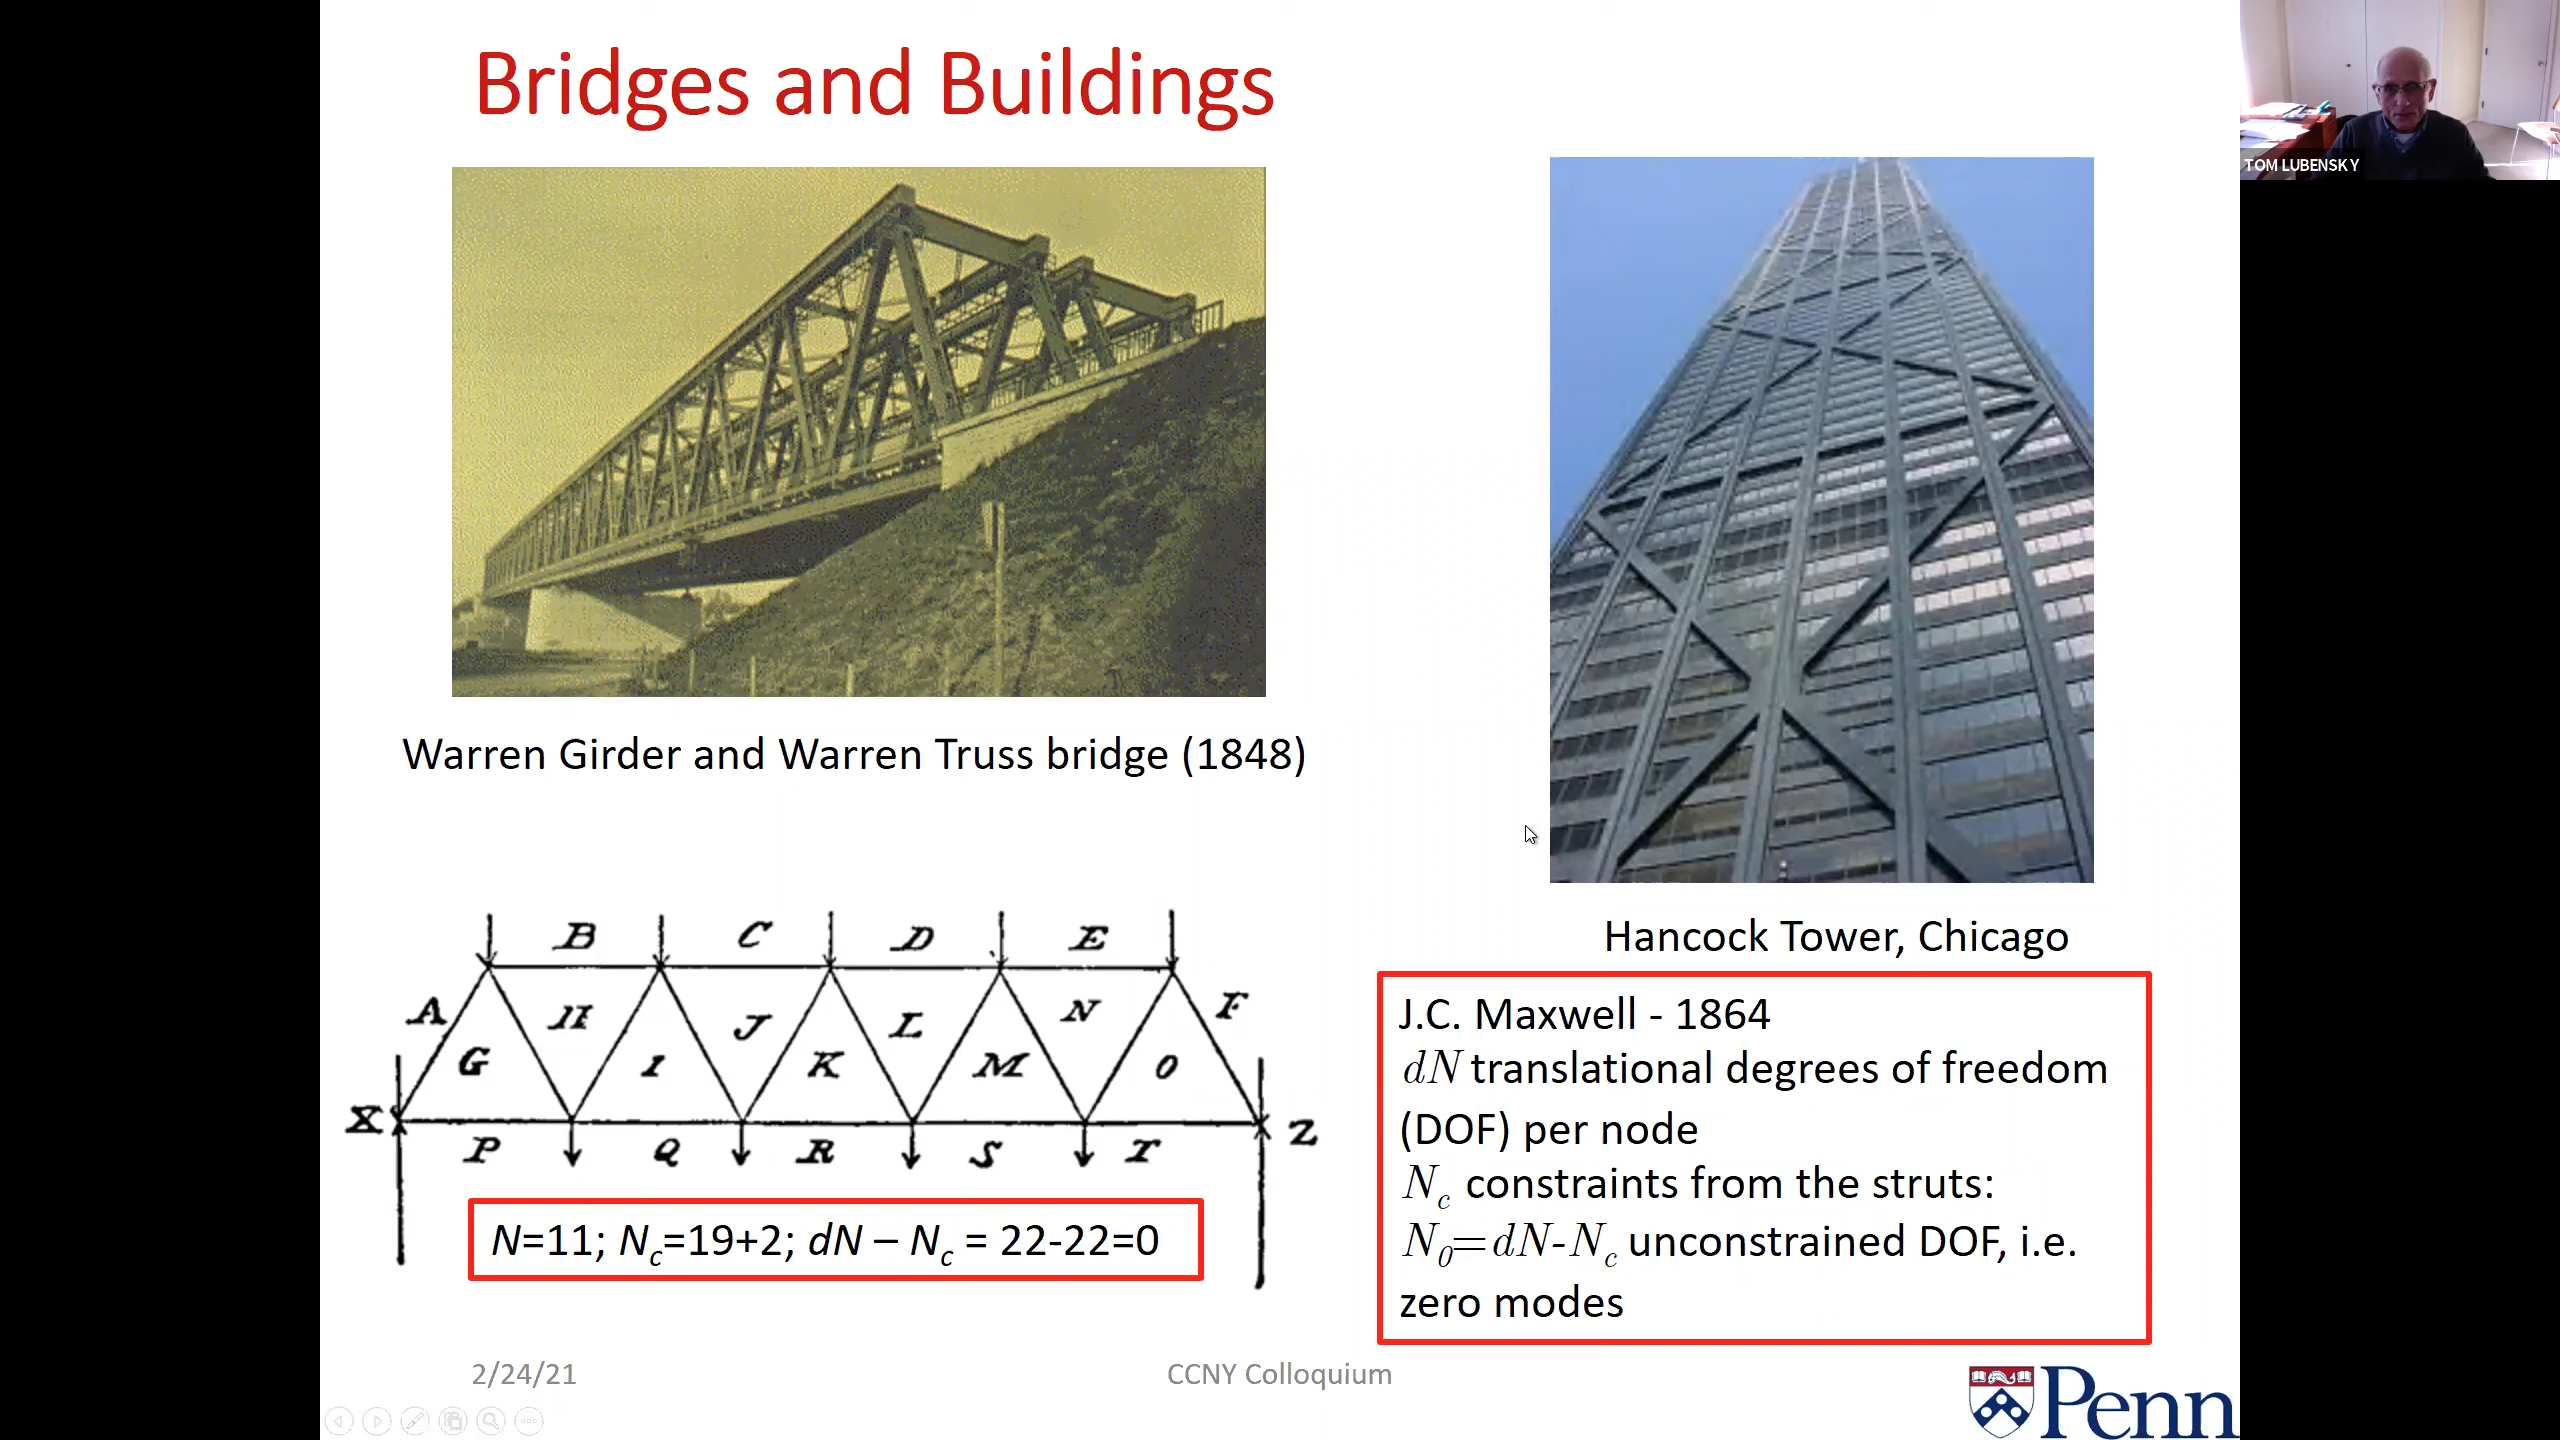 Bridges and Buildings
TOM LUBENSKY
Warren Girder and Warren Truss bridge (1848)
Hancock Tower, Chicago
B C D E
A H J L N F
G I K M O
X Z
P Q R S T
N=11; Nc=19+2; dN – Nc = 22-22=0
J.C. Maxwell - 1864
dN translational degrees of freedom
(DOF) per node
Nc constraints from the struts:
N0=dN-Nc unconstrained DOF, i.e.
zero modes
2/24/21
CCNY Colloquium
Penn